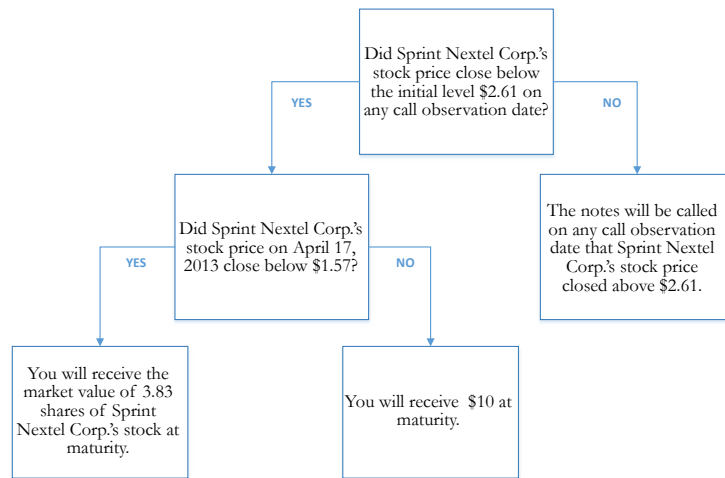 Did Sprint Nextel Corp.'s
stock price close below
the initial level $2.61 on
any call observation date?
YES
NO
Did Sprint Nextel Corp.'s
stock price on April 17,
2013 close below $1.57?
The notes will be called
on any call observation
date that Sprint Nextel
Corp.'s stock price
closed above $2.61.
YES
NO
You will receive the
market value of 3.83
shares of Sprint
Nextel Corp.'s stock at
maturity.
You will receive $10 at
maturity.